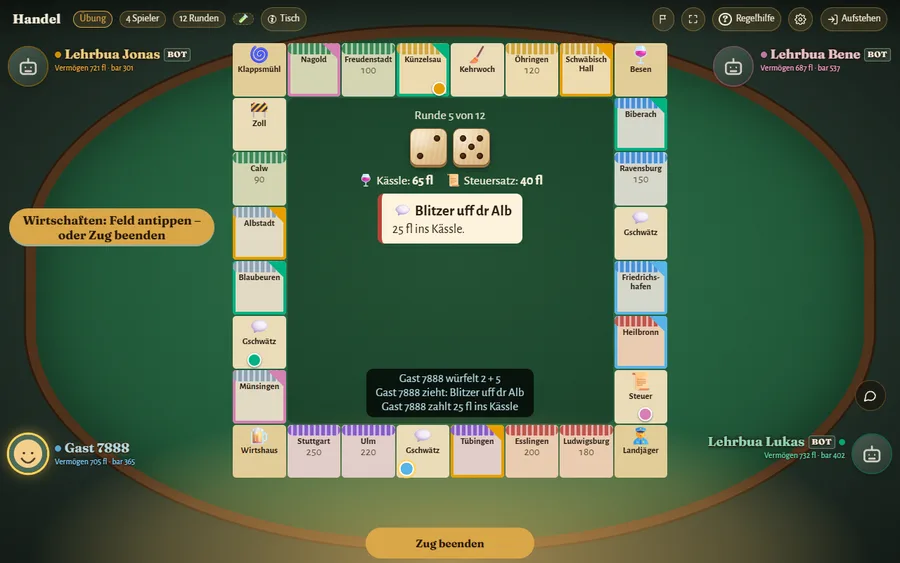 Handel
Übung
4 Spieler
12 Runden
Tisch
Regelhilfe
Aufstehen
Lehrbua Jonas BOT
Vermögen 721 fl · bar 301
Lehrbua Bene BOT
Vermögen 687 fl · bar 537
Klappsmühl
Nagold
Freudenstadt
100
Künzelsau
Kehrwoch
Öhringen
120
Schwäbisch
Hall
Besen
Zoll
Calw
90
Albstadt
Blaubeuren
Gschwätz
Münsingen
Biberach
Ravensburg
150
Gschwätz
Friedrichs-
hafen
Heilbronn
Steuer
Runde 5 von 12
Kässle: 65 fl
Steuersatz: 40 fl
Blitzer uff dr Alb
25 fl ins Kässle.
Wirtschaften: Feld antippen –
oder Zug beenden
Gast 7888 würfelt 2 + 5
Gast 7888 zieht: Blitzer uff dr Alb
Gast 7888 zahlt 25 fl ins Kässle
Wirtshaus
Stuttgart
250
Ulm
220
Gschwätz
Tübingen
Esslingen
200
Ludwigsburg
180
Landjäger
Gast 7888
Vermögen 705 fl · bar 365
Lehrbua Lukas BOT
Vermögen 732 fl · bar 402
Zug beenden